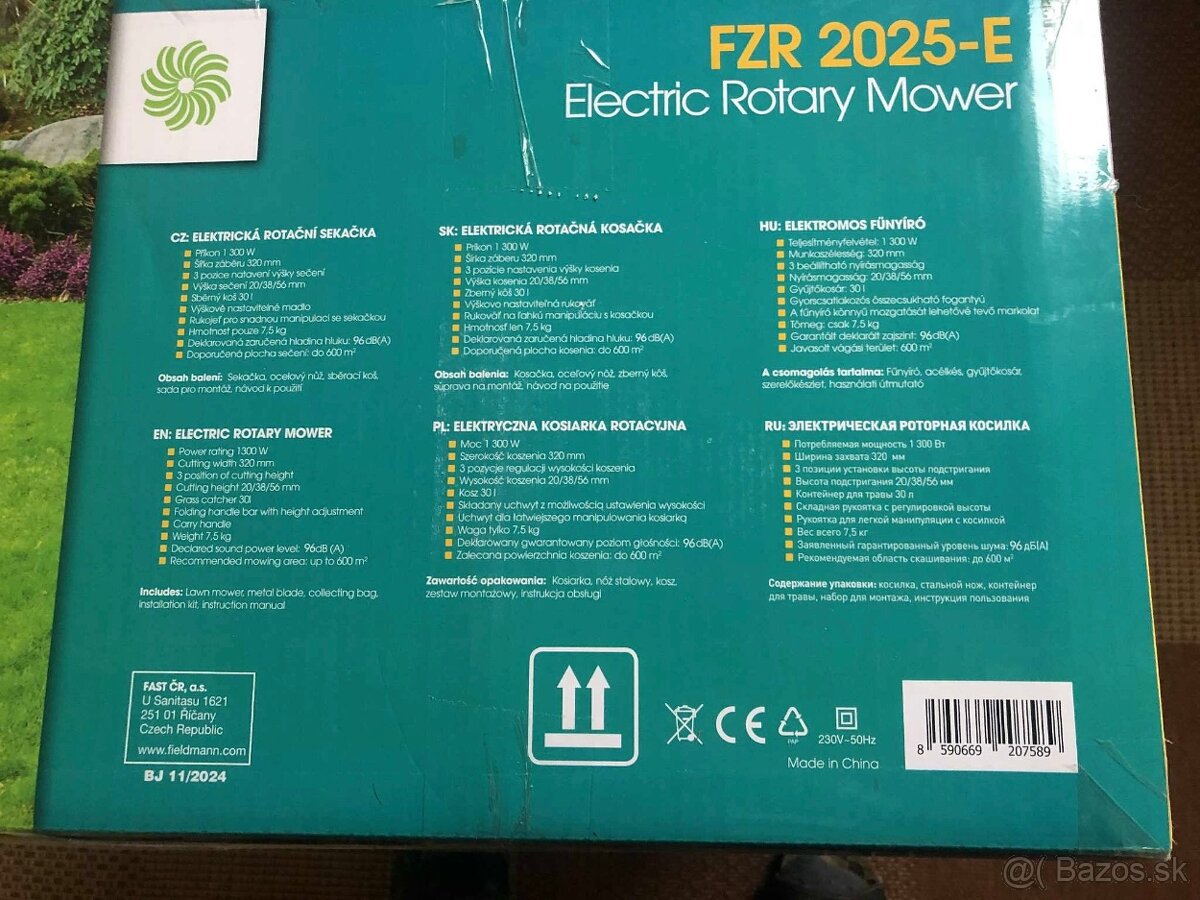 FZR 2025-E
Electric Rotary Mower
CZ: ELEKTRICKÁ ROTAČNÍ SEKAČKA
Příkon 1 300 W
Šířka záběru 320 mm
3 pozice natavení výšky sečení
Výška sečení 20/38/56 mm
Sběrný koš 30 l
Výškově nastavitelné madlo
Rukojeť pro snadnou manipulaci se sekačkou
Hmotnost pouze 7,5 kg
Deklarovaná zaručená hladina hluku: 96 dB(A)
Doporučená plocha sečení: do 600 m²
Obsah balení: Sekačka, ocelový nůž, sběrací koš,
sada pro montáž, návod k použití
SK: ELEKTRICKÁ ROTAČNÁ KOSAČKA
Príkon 1 300 W
Šírka záberu 320 mm
3 pozície nastavenia výšky kosenia
Výška kosenia 20/38/56 mm
Zberný kôš 30 l
Výškovo nastaviteľná rukoväť
Rukoväť na ľahkú manipuláciu s kosačkou
Hmotnosť len 7,5 kg
Deklarovaná zaručená hladina hluku: 96 dB(A)
Doporučená plocha kosenia: do 600 m²
Obsah balenia: Kosačka, oceľový nôž, zberný kôš,
súprava na montáž, návod na použitie
HU: ELEKTROMOS FŰNYÍRÓ
Teljesítményfelvétel: 1 300 W
Munkaszélesség: 320 mm
3 beállítható nyírásmagasság
Nyírásmagasság: 20/38/56 mm
Gyűjtőkosár: 30 l
Gyorscsatlakozós összecsukható fogantyú
A fűnyíró könnyű mozgatását lehetővé tevő markolat
Tömeg: csak 7,5 kg
Garantált deklarált zajszint: 96dB(A)
Javasolt vágási terület: 600 m²
A csomagolás tartalma: Fűnyíró, acélkés, gyűjtőkosár,
szerelőkészlet, használati útmutató
EN: ELECTRIC ROTARY MOWER
Power rating 1300 W
Cutting width 320 mm
3 position of cutting height
Cutting height 20/38/56 mm
Grass catcher 30l
Folding handle bar with height adjustment
Carry handle
Weight 7,5 kg
Declared sound power level: 96dB (A)
Recommended mowing area: up to 600 m²
Includes: Lawn mower, metal blade, collecting bag,
installation kit, instruction manual
PL: ELEKTRYCZNA KOSIARKA ROTACYJNA
Moc 1 300 W
Szerokość koszenia 320 mm
3 pozycje regulacji wysokości koszenia
Wysokość koszenia 20/38/56 mm
Kosz 30 l
Składany uchwyt z możliwością ustawienia wysokości
Uchwyt dla łatwiejszego manipulowania kosiarką
Waga tylko 7,5 kg
Deklarowany gwarantowany poziom głośności: 96 dB(A)
Zalecana powierzchnia koszenia: do 600 m²
Zawartość opakowania: Kosiarka, nóż stalowy, kosz,
zestaw montażowy, instrukcja obsługi
RU: ЭЛЕКТРИЧЕСКАЯ РОТОРНАЯ КОСИЛКА
Потребляемая мощность 1 300 Вт
Ширина захвата 320 мм
3 позиции установки высоты подстригания
Высота подстригания 20/38/56 мм
Контейнер для травы 30 л
Складная рукоятка с регулировкой высоты
Рукоятка для легкой манипуляции с косилкой
Вес всего 7,5 кг
Заявленный гарантированный уровень шума: 96 дБ(А)
Рекомендуемая область скашивания: до 600 м²
Содержание упаковки: косилка, стальной нож, контейнер
для травы, набор для монтажа, инструкция пользования
FAST ČR, a.s.
U Sanitasu 1621
251 01 Říčany
Czech Republic
www.fieldmann.com
BJ 11/2024
CE
PAP
230V~50Hz
Made in China
8 590669 207589
@( Bazos.sk